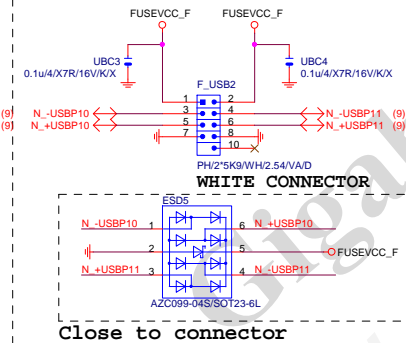 FUSEVCC_F FUSEVCC_F
UBC3 UBC4
0.1u/4/X7R/16V/K/X 0.1u/4/X7R/16V/K/X
F_USB2
1 2
(9) N_-USBP10 3 4 N_-USBP11 (9)
(9) N_+USBP10 5 6 N_+USBP11 (9)
7 8
10
PH/2*5K9/WH/2.54/VA/D
WHITE CONNECTOR
ESD5
N_-USBP10 1 6 N_+USBP10
2 5 FUSEVCC_F
N_+USBP11 3 4 N_-USBP11
AZC099-04S/SOT23-6L
Close to connector